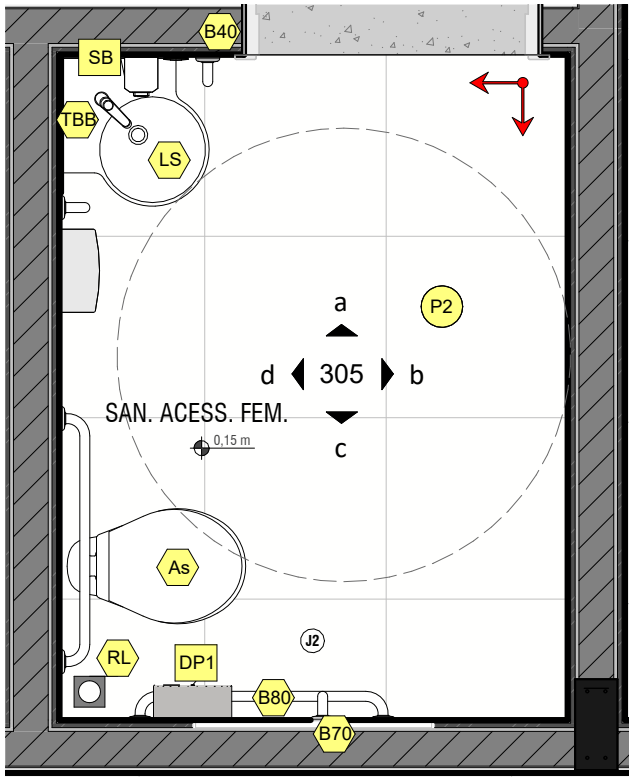 B40
SB
TBB
LS
P2
a
d 305 b
SAN. ACESS. FEM.
0,15 m
c
As
J2
RL
DP1
B80
B70